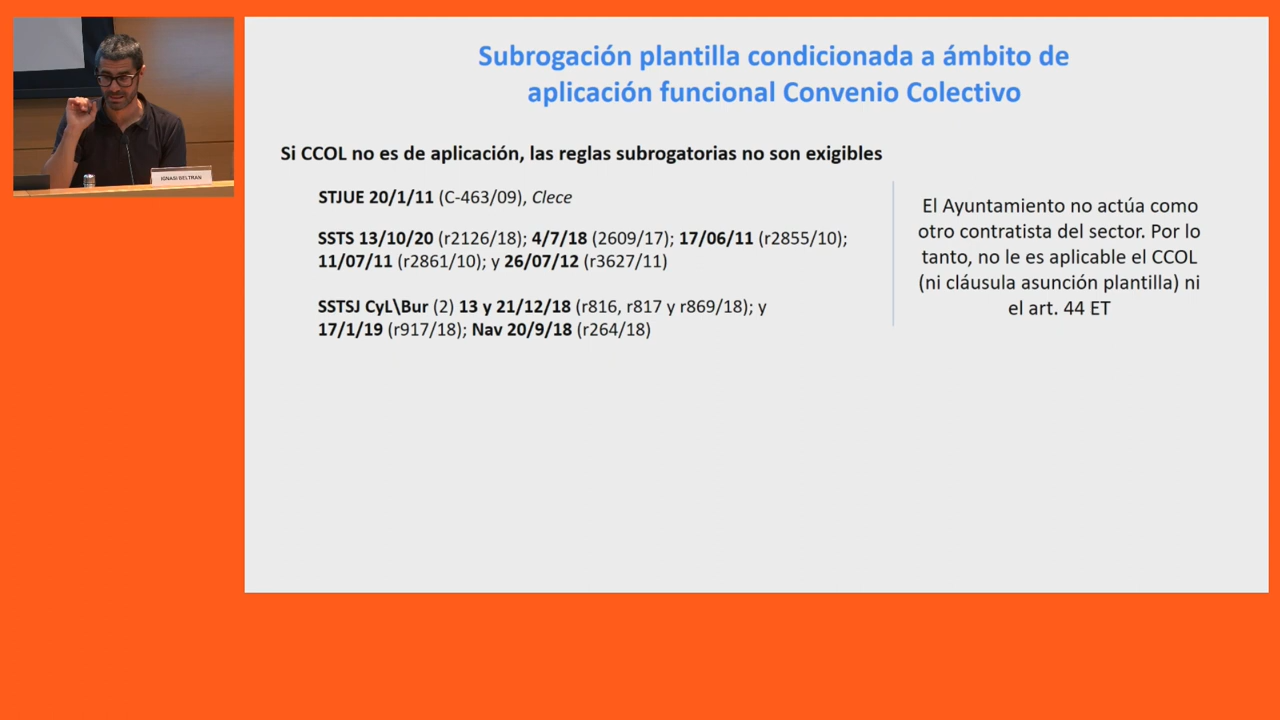 Subrogación plantilla condicionada a ámbito de
aplicación funcional Convenio Colectivo
Si CCOL no es de aplicación, las reglas subrogatorias no son exigibles
STJUE 20/1/11 (C-463/09), Clece
SSTS 13/10/20 (r2126/18); 4/7/18 (2609/17); 17/06/11 (r2855/10);
11/07/11 (r2861/10); y 26/07/12 (r3627/11)
SSTSJ CyL\Bur (2) 13 y 21/12/18 (r816, r817 y r869/18); y
17/1/19 (r917/18); Nav 20/9/18 (r264/18)
El Ayuntamiento no actúa como
otro contratista del sector. Por lo
tanto, no le es aplicable el CCOL
(ni cláusula asunción plantilla) ni
el art. 44 ET
IGNASI BELTRAN